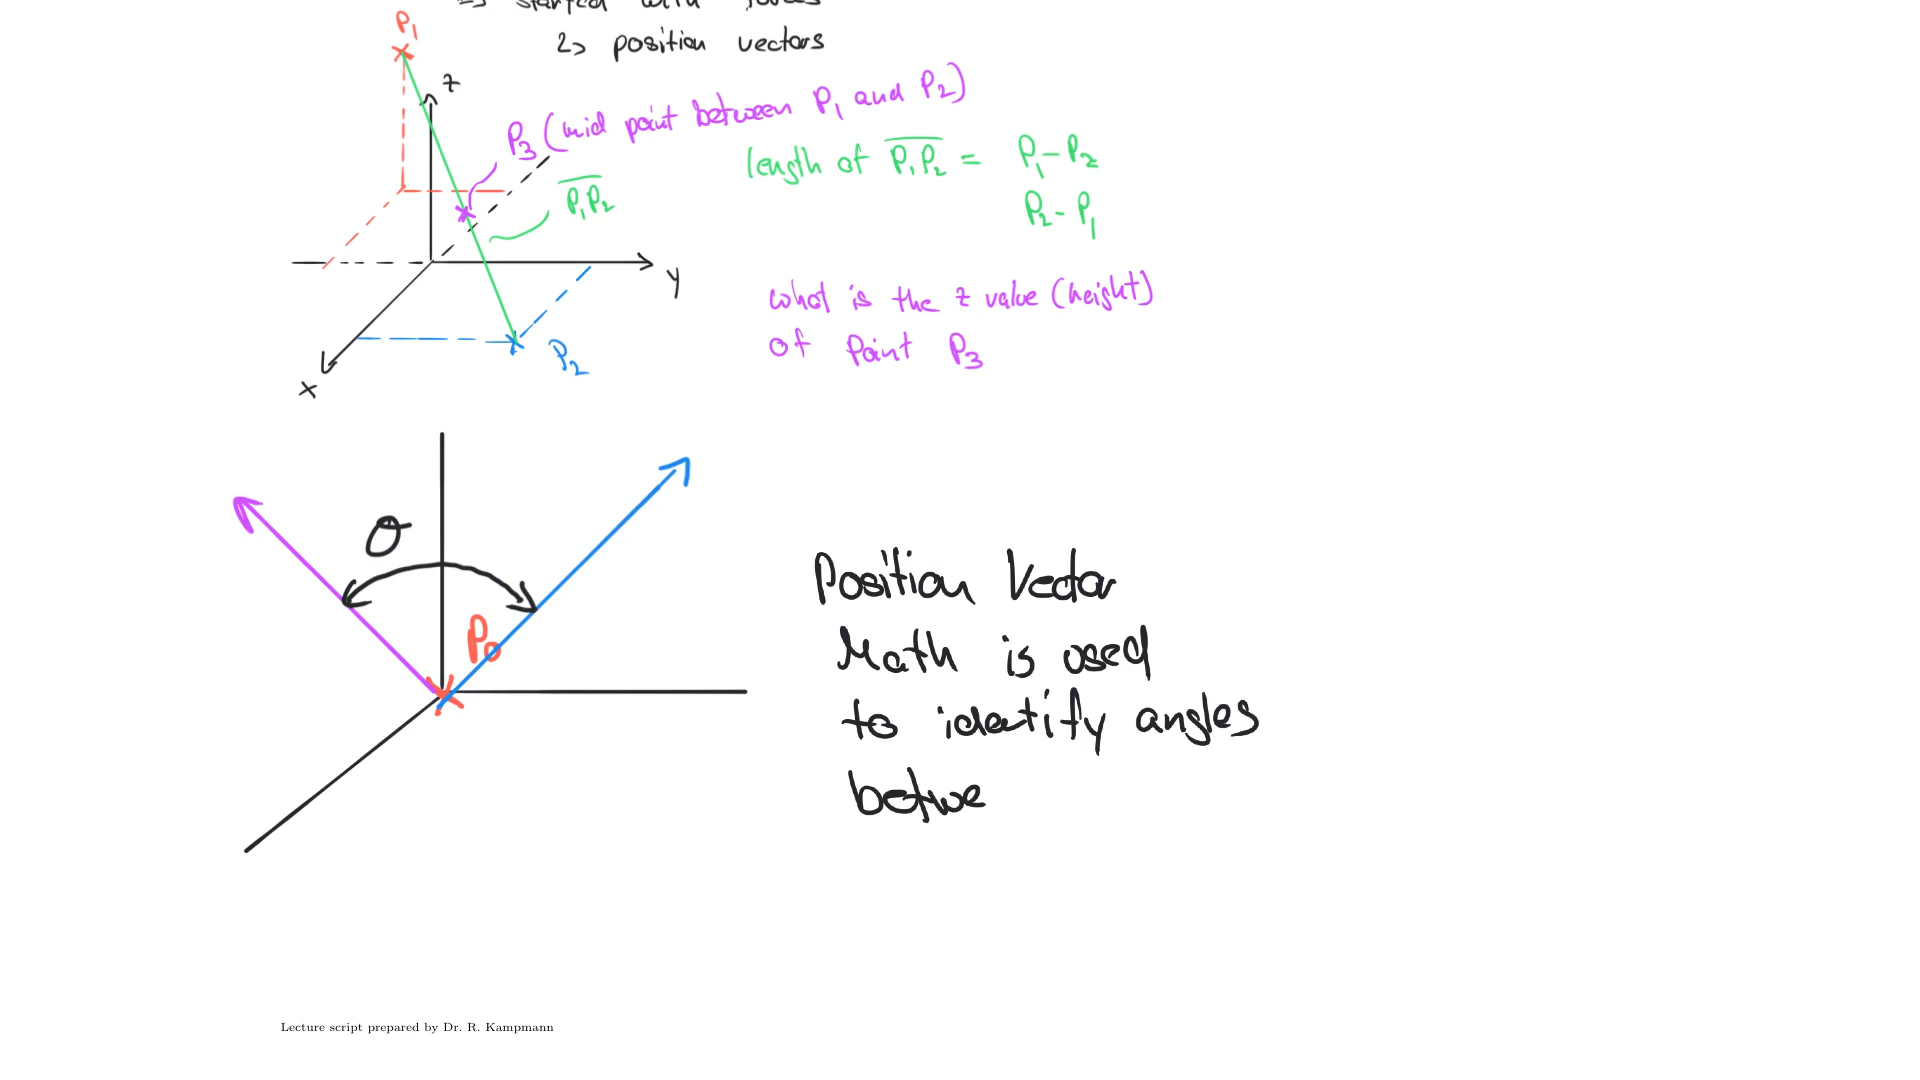 started with
2> position vectors
P1
z
P3 (mid point between P1 and P2)
length of P1P2 = P1-P2
P2-P1
P1P2
y
what is the z value (height)
of Point P3
P2
x
θ
P0
Position Vector
Math is used
to identify angles
betwe
Lecture script prepared by Dr. R. Kampmann